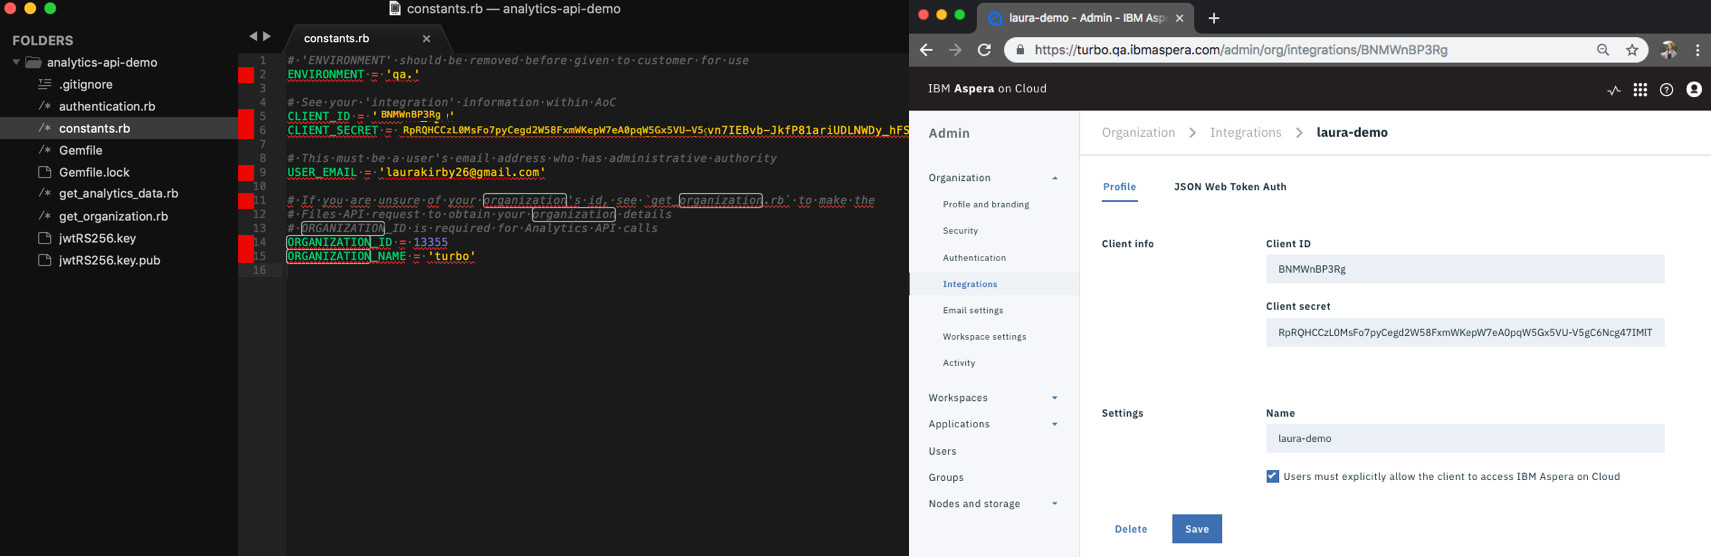 constants.rb — analytics-api-demo
FOLDERS
analytics-api-demo
.gitignore
/* authentication.rb
/* constants.rb
Gemfile
Gemfile.lock
/* get_analytics_data.rb
/* get_organization.rb
jwtRS256.key
jwtRS256.key.pub
constants.rb
1 # 'ENVIRONMENT' should be removed before given to customer for use
2 ENVIRONMENT = 'qa.'
3
4 # See your 'integration' information within AoC
5 CLIENT_ID = 'BNMWnBP3Rg'
6 CLIENT_SECRET = RpRQHCCzL0MsFo7pyCegd2W58FxmWKepW7eA0pqW5Gx5VU-V5gvn7IEBvb-JkfP81ariUDLNWDy_hFS
7
8 # This must be a user's email address who has administrative authority
9 USER_EMAIL = 'laurakirby26@gmail.com'
10
11 # If you are unsure of your organization's id, see `get_organization.rb` to make the
12 # Files API request to obtain your organization details
13 # ORGANIZATION_ID is required for Analytics API calls
14 ORGANIZATION_ID = 13355
15 ORGANIZATION_NAME = 'turbo'
16
laura-demo - Admin - IBM Asp
https://turbo.qa.ibmaspera.com/admin/org/integrations/BNMWnBP3Rg
IBM Aspera on Cloud
Admin
Organization
Profile and branding
Security
Authentication
Integrations
Email settings
Workspace settings
Activity
Workspaces
Applications
Users
Groups
Nodes and storage
Organization > Integrations > laura-demo
Profile JSON Web Token Auth
Client info
Client ID
BNMWnBP3Rg
Client secret
RpRQHCCzL0MsFo7pyCegd2W58FxmWKepW7eA0pqW5Gx5VU-V5gC6Ncg47IMlT
Settings
Name
laura-demo
Users must explicitly allow the client to access IBM Aspera on Cloud
Delete Save